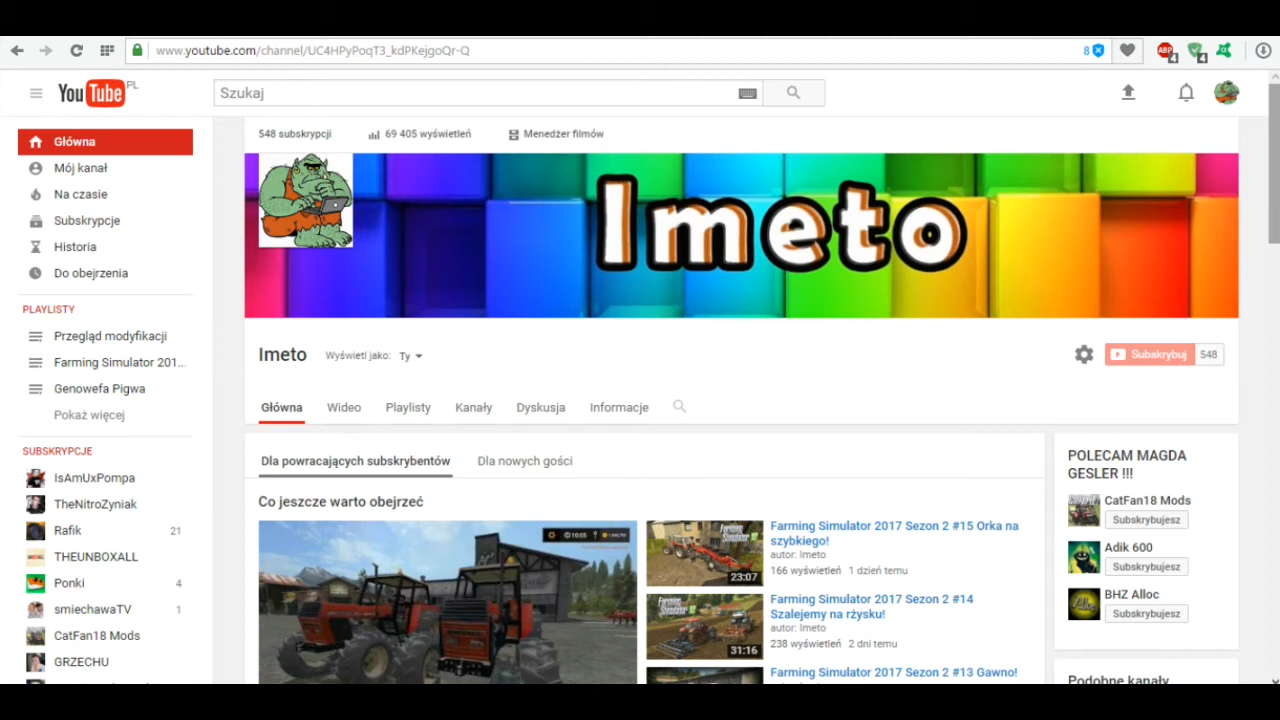 www.youtube.com/channel/UC4HPyPoqT3_kdPKejgoQr-Q
8
ABP
4
4
YouTube PL
Szukaj
Główna
Mój kanał
Na czasie
Subskrypcje
Historia
Do obejrzenia
PLAYLISTY
Przegląd modyfikacji
Farming Simulator 201...
Genowefa Pigwa
Pokaż więcej
SUBSKRYPCJE
IsAmUxPompa
TheNitroZyniak
Rafik 21
THEUNBOXALL
Ponki 4
smiechawaTV 1
CatFan18 Mods
GRZECHU
548 subskrypcji 69 405 wyświetleń Menedżer filmów
Imeto
Imeto Wyświetl jako: Ty
Subskrybuj 548
Główna Wideo Playlisty Kanały Dyskusja Informacje
Dla powracających subskrybentów Dla nowych gości
Co jeszcze warto obejrzeć
23:07
Farming Simulator 2017 Sezon 2 #15 Orka na
szybkiego!
autor: Imeto
166 wyświetleń 1 dzień temu
31:16
Farming Simulator 2017 Sezon 2 #14
Szalejemy na rżysku!
autor: Imeto
238 wyświetleń 2 dni temu
Farming Simulator 2017 Sezon 2 #13 Gawno!
POLECAM MAGDA
GESLER !!!
CatFan18 Mods
Subskrybujesz
Adik 600
Subskrybujesz
BHZ Alloc
Subskrybujesz
Podobne kanały